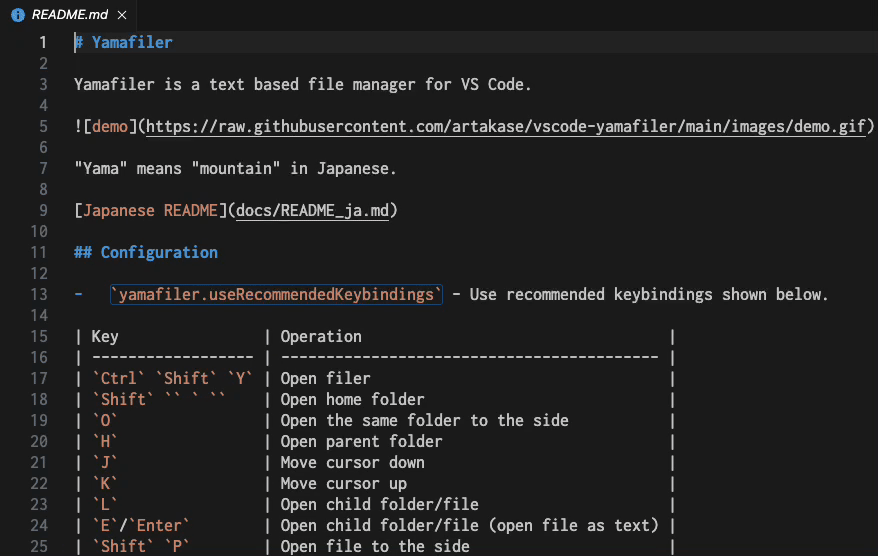 README.md ×
1 # Yamafiler
2
3 Yamafiler is a text based file manager for VS Code.
4
5 ![demo](https://raw.githubusercontent.com/artakase/vscode-yamafiler/main/images/demo.gif)
6
7 "Yama" means "mountain" in Japanese.
8
9 [Japanese README](docs/README_ja.md)
10
11 ## Configuration
12
13 -   `yamafiler.useRecommendedKeybindings` - Use recommended keybindings shown below.
14
15 | Key                | Operation                                  |
16 | ------------------ | ------------------------------------------ |
17 | `Ctrl` `Shift` `Y` | Open filer                                 |
18 | `Shift` `` ` ``    | Open home folder                           |
19 | `O`                | Open the same folder to the side           |
20 | `H`                | Open parent folder                         |
21 | `J`                | Move cursor down                           |
22 | `K`                | Move cursor up                             |
23 | `L`                | Open child folder/file                     |
24 | `E`/`Enter`        | Open child folder/file (open file as text) |
25 | `Shift` `P`        | Open file to the side                      |